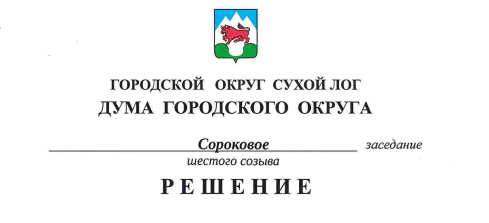 ГОРОДСКОЙ ОКРУГ СУХОЙ ЛОГ
ДУМА ГОРОДСКОГО ОКРУГА
Сороковое заседание
шестого созыва
РЕШЕНИЕ